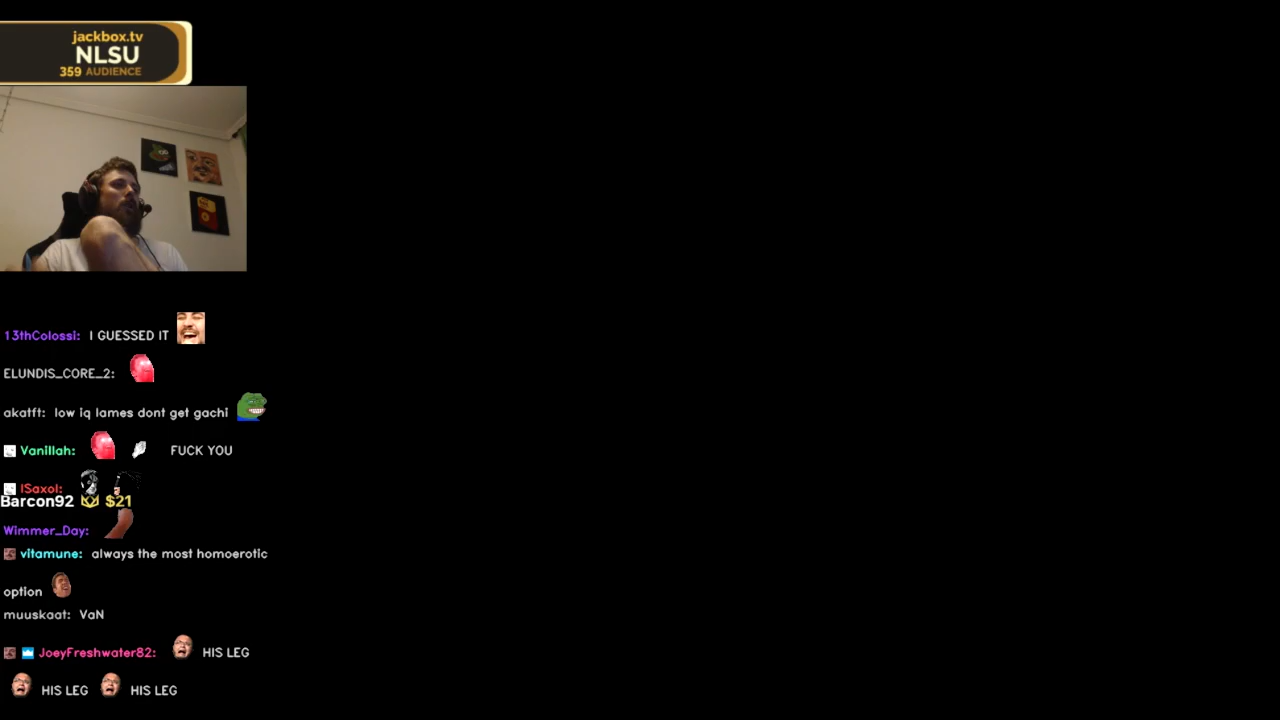 jackbox.tv
NLSU
359 AUDIENCE
13thColossi: I GUESSED IT
ELUNDIS_CORE_2:
akatft: low iq lames dont get gachi
Vanillah: FUCK YOU
ISaxol:
Barcon92 $21
Wimmer_Day:
vitamune: always the most homoerotic
option
muuskaat: VaN
JoeyFreshwater82: HIS LEG
HIS LEG HIS LEG